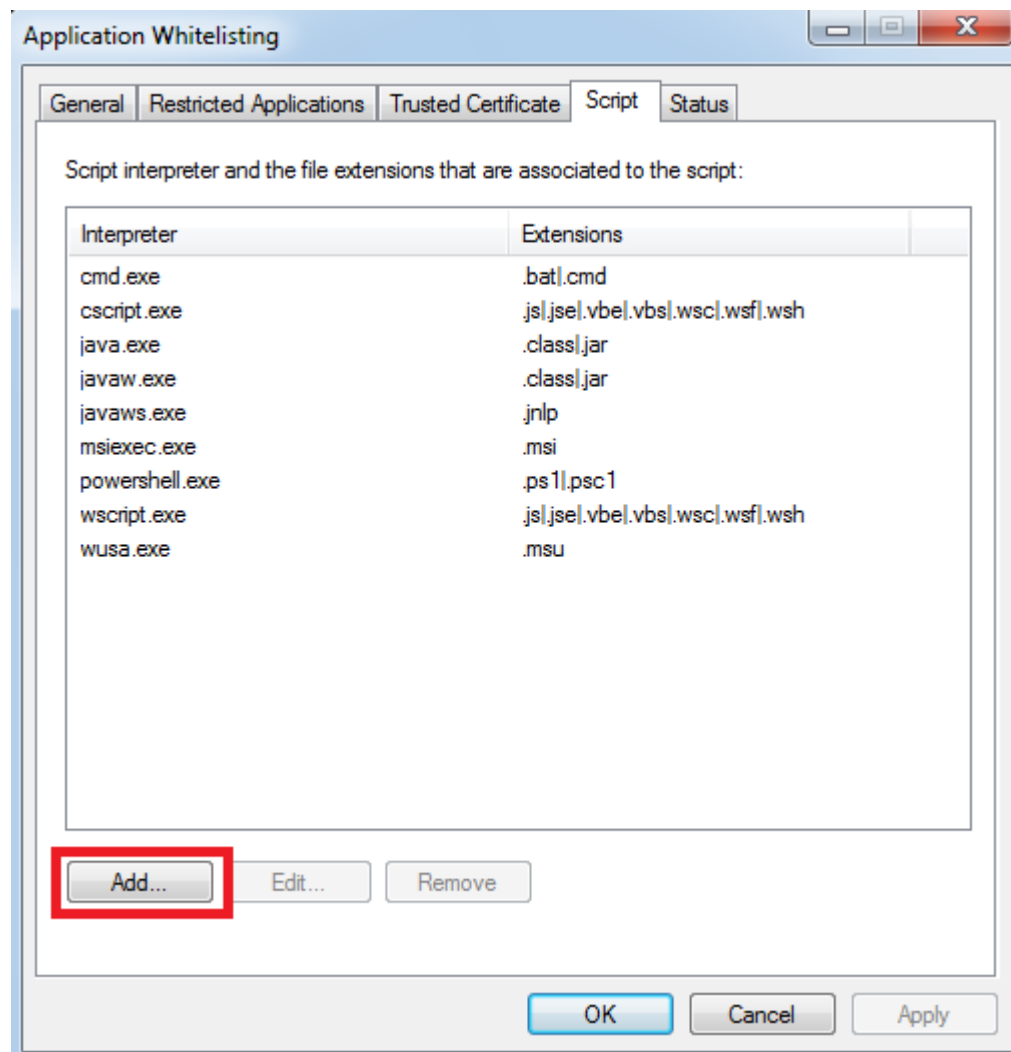 Application Whitelisting
General Restricted Applications Trusted Certificate Script Status
Script interpreter and the file extensions that are associated to the script:
Interpreter Extensions
cmd.exe .bat|.cmd
cscript.exe .js|.jse|.vbe|.vbs|.wsc|.wsf|.wsh
java.exe .class|.jar
javaw.exe .class|.jar
javaws.exe .jnlp
msiexec.exe .msi
powershell.exe .ps1|.psc1
wscript.exe .js|.jse|.vbe|.vbs|.wsc|.wsf|.wsh
wusa.exe .msu
Add... Edit... Remove
OK Cancel Apply